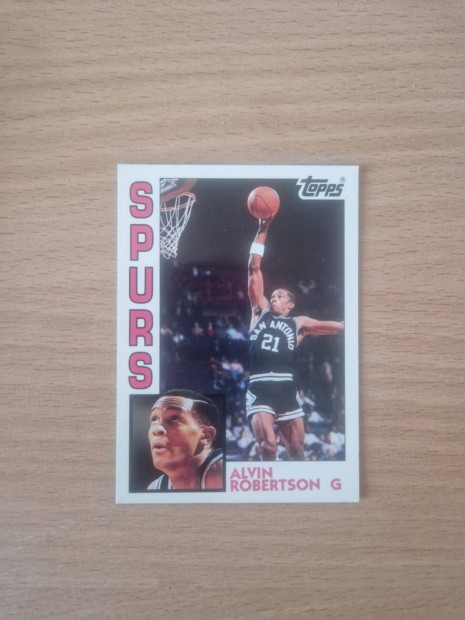 SPURS
Topps
SAN ANTONIO
21
ALVIN
ROBERTSON G